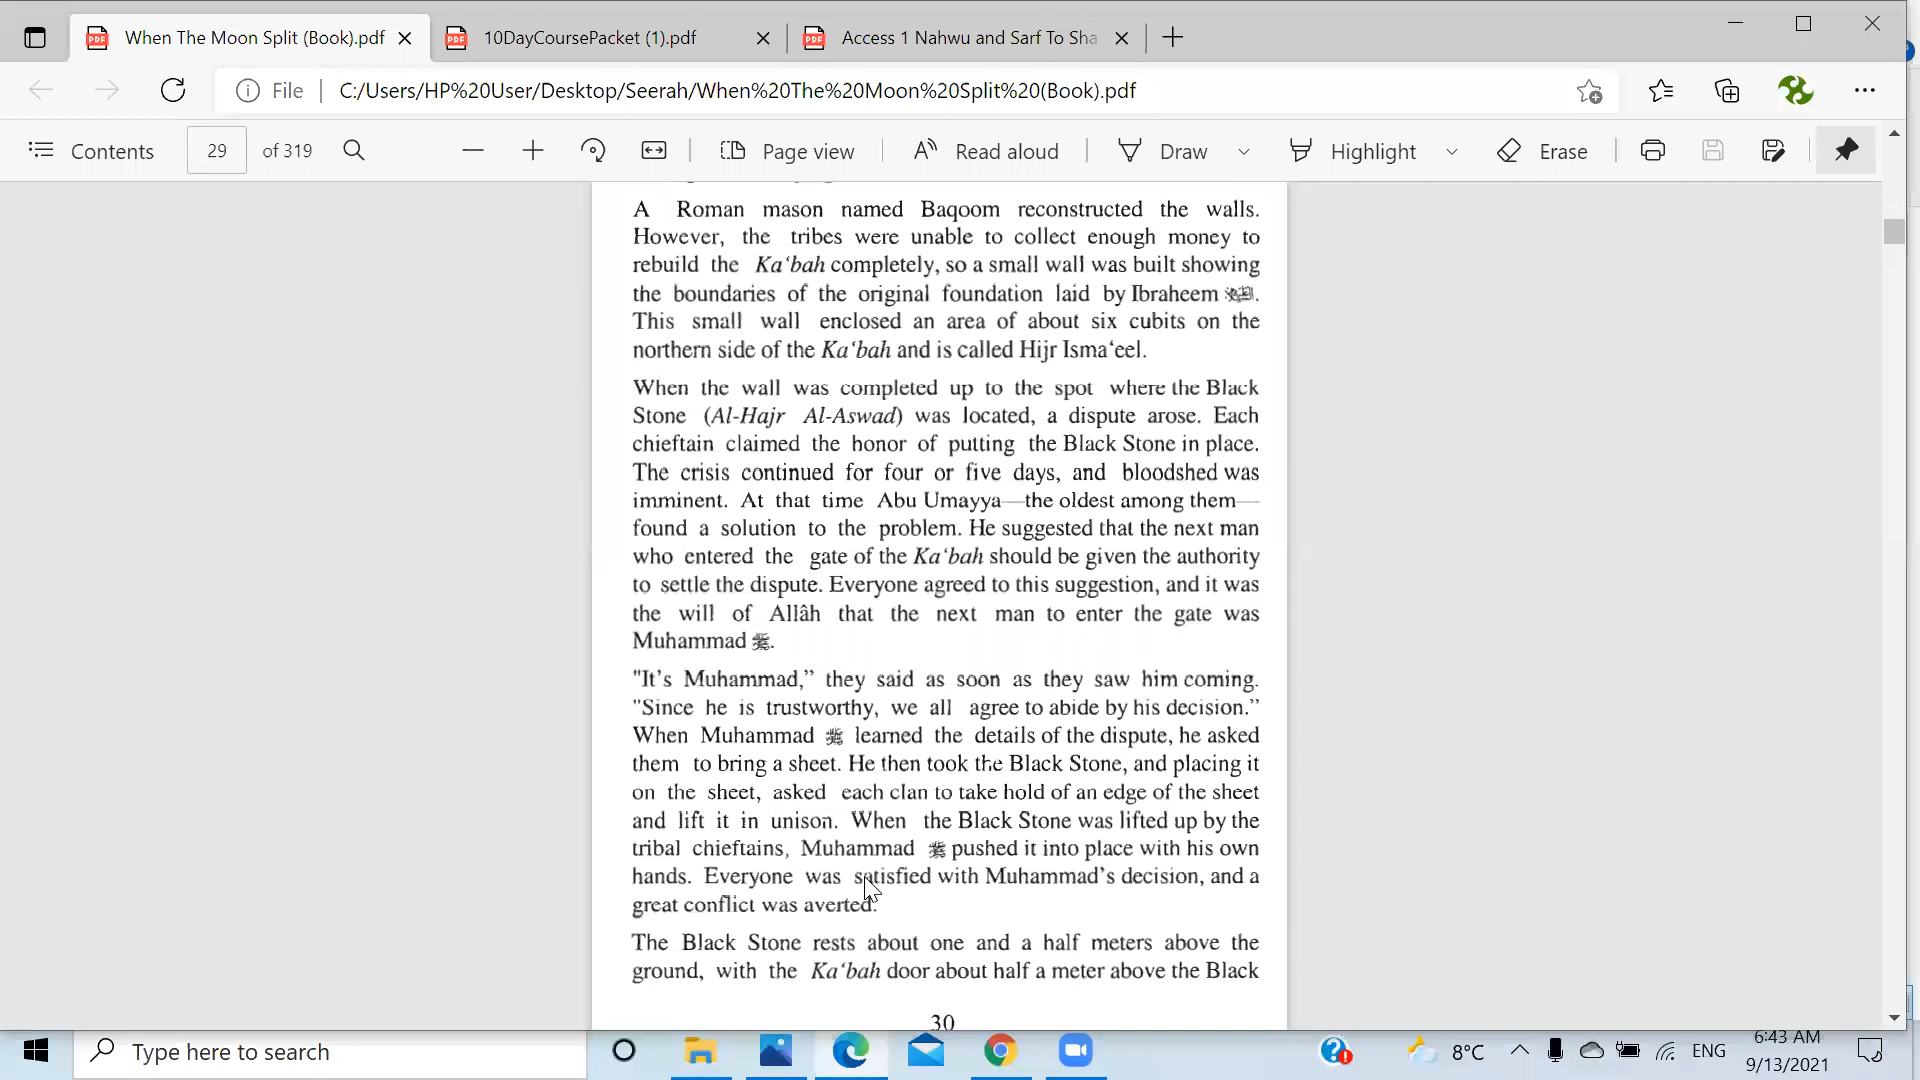 When The Moon Split (Book).pdf
10DayCoursePacket (1).pdf
Access 1 Nahwu and Sarf To Sha
File
C:/Users/HP%20User/Desktop/Seerah/When%20The%20Moon%20Split%20(Book).pdf
Contents 29 of 319 Page view Read aloud Draw Highlight Erase
A Roman mason named Baqoom reconstructed the walls.
However, the tribes were unable to collect enough money to
rebuild the Ka‘bah completely, so a small wall was built showing
the boundaries of the original foundation laid by Ibraheem .
This small wall enclosed an area of about six cubits on the
northern side of the Ka‘bah and is called Hijr Isma‘eel.
When the wall was completed up to the spot where the Black
Stone (Al-Hajr Al-Aswad) was located, a dispute arose. Each
chieftain claimed the honor of putting the Black Stone in place.
The crisis continued for four or five days, and bloodshed was
imminent. At that time Abu Umayya—the oldest among them—
found a solution to the problem. He suggested that the next man
who entered the gate of the Ka‘bah should be given the authority
to settle the dispute. Everyone agreed to this suggestion, and it was
the will of Allâh that the next man to enter the gate was
Muhammad ﷺ.
"It’s Muhammad,” they said as soon as they saw him coming.
"Since he is trustworthy, we all agree to abide by his decision.”
When Muhammad ﷺ learned the details of the dispute, he asked
them to bring a sheet. He then took the Black Stone, and placing it
on the sheet, asked each clan to take hold of an edge of the sheet
and lift it in unison. When the Black Stone was lifted up by the
tribal chieftains, Muhammad ﷺ pushed it into place with his own
hands. Everyone was satisfied with Muhammad’s decision, and a
great conflict was averted.
The Black Stone rests about one and a half meters above the
ground, with the Ka‘bah door about half a meter above the Black
30
Type here to search
8°C
ENG
6:43 AM
9/13/2021